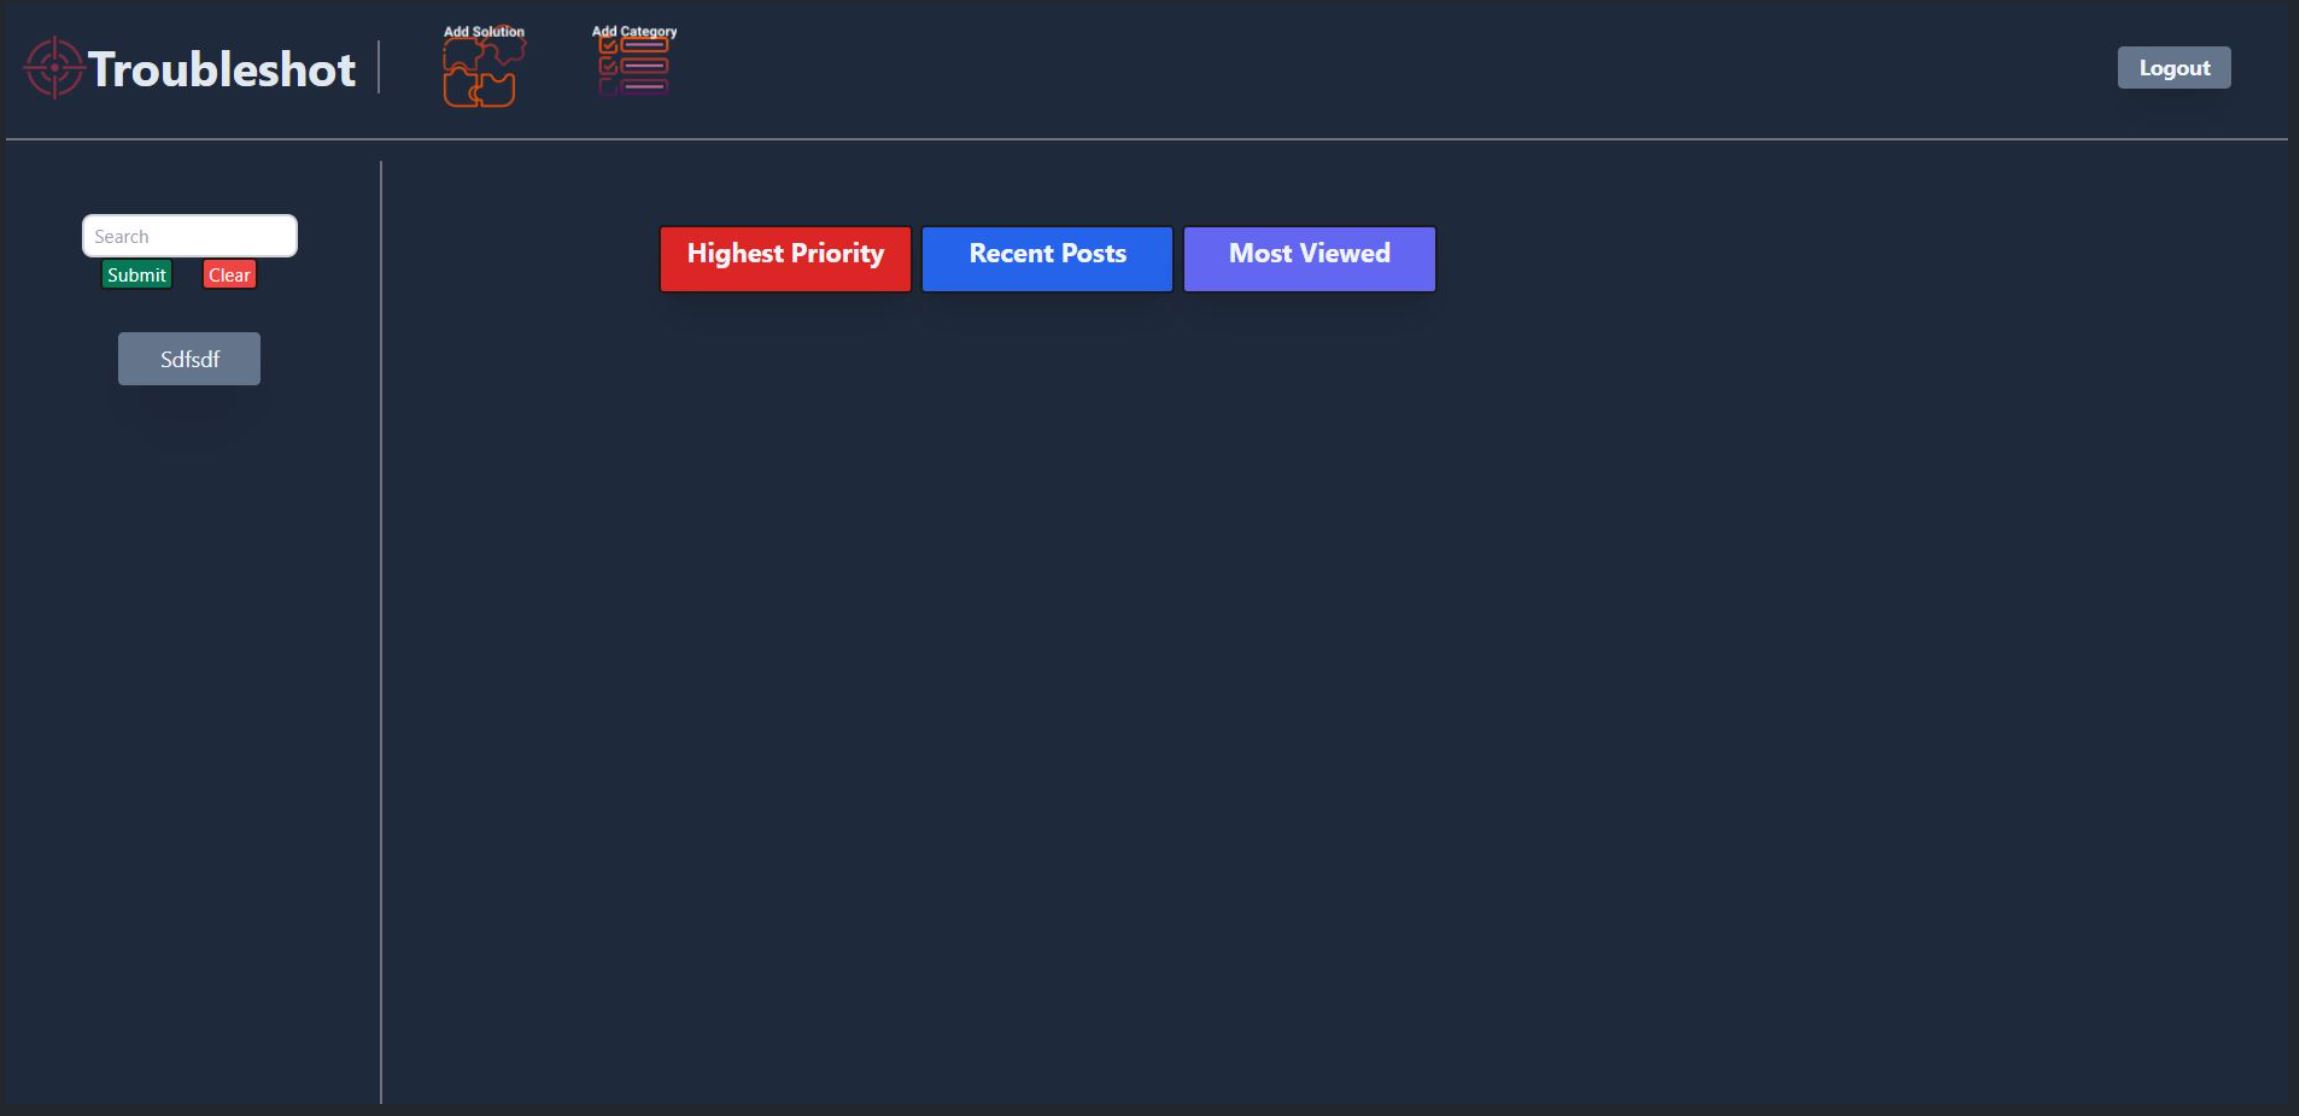 Troubleshot
Add Solution
Add Category
Logout
Search
Submit
Clear
Sdfsdf
Highest Priority
Recent Posts
Most Viewed